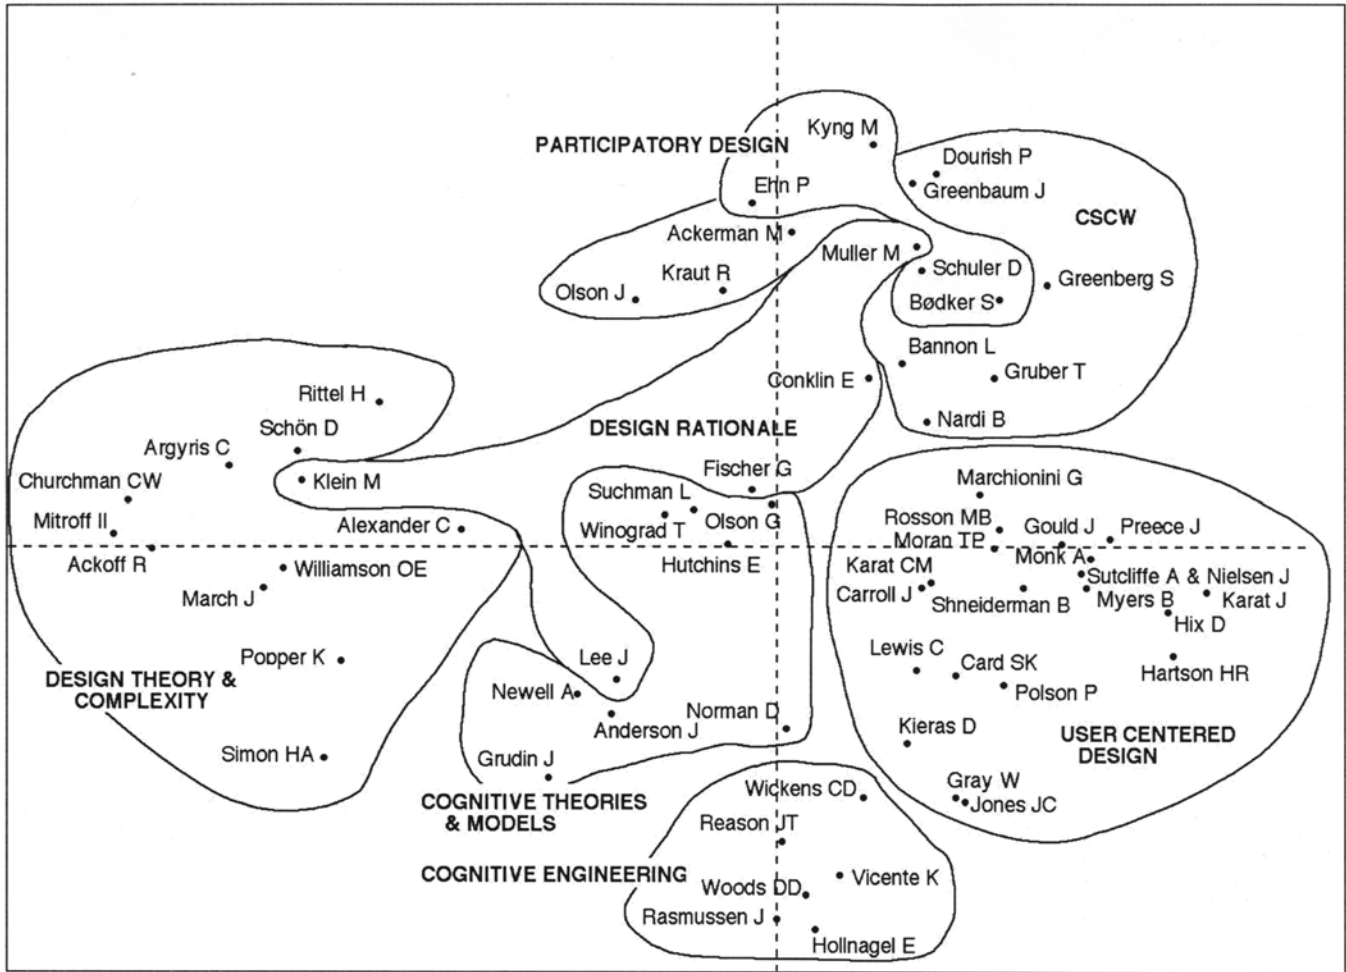 Kyng M
PARTICIPATORY DESIGN
Dourish P
Greenbaum J
Ehn P
CSCW
Ackerman M
Muller M
Schuler D
Kraut R
Greenberg S
Olson J
Bødker S
Bannon L
Conklin E
Gruber T
Rittel H
Nardi B
Schön D
DESIGN RATIONALE
Argyris C
Fischer G
Churchman CW
Klein M
Suchman L
Marchionini G
Mitroff II
Alexander C
Winograd T
Olson G
Rosson MB
Gould J
Preece J
Moran TP
Ackoff R
Williamson OE
Hutchins E
Karat CM
Monk A
Sutcliffe A & Nielsen J
March J
Carroll J
Shneiderman B
Myers B
Karat J
Hix D
Popper K
Lee J
Lewis C
Card SK
Hartson HR
DESIGN THEORY &
COMPLEXITY
Newell A
Polson P
Anderson J
Norman D
Kieras D
USER CENTERED
DESIGN
Simon HA
Grudin J
Wickens CD
Gray W
Jones JC
COGNITIVE THEORIES
& MODELS
Reason JT
COGNITIVE ENGINEERING
Woods DD
Vicente K
Rasmussen J
Hollnagel E